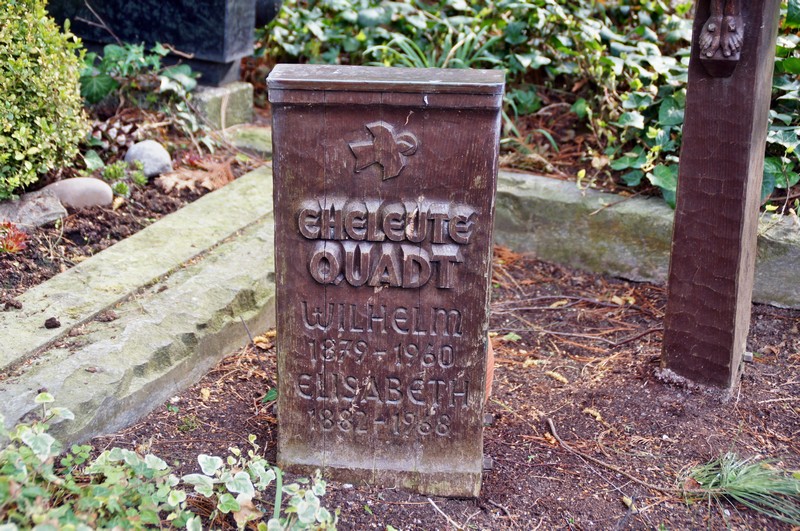 EHELEUTE
QUADT
WILHELM
1879 - 1960
ELISABETH
1882 - 1968